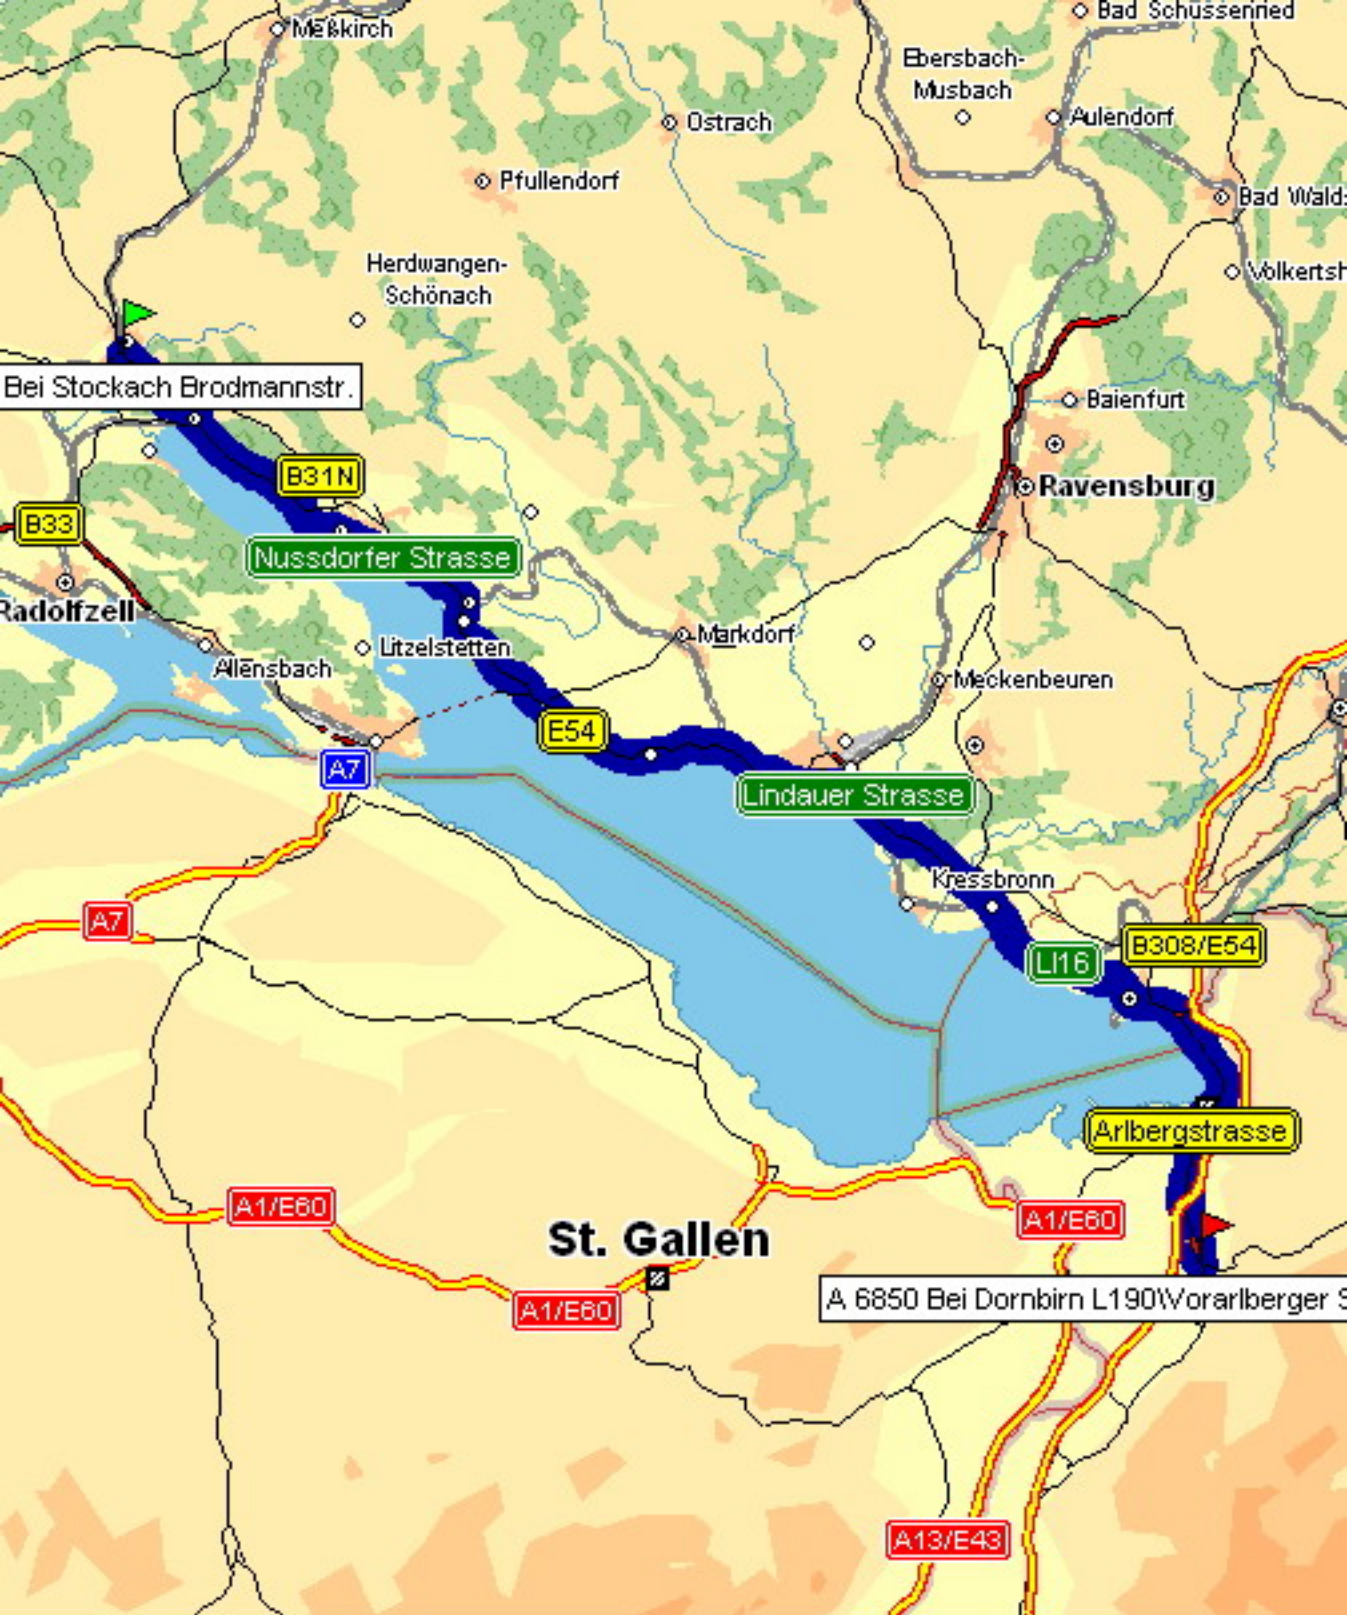 Meßkirch
Bad Schussenried
Ebersbach-
Musbach
Ostrach
Aulendorf
Pfullendorf
Bad Wald
Herdwangen-
Schönach
Volkertsh
Bei Stockach Brodmannstr.
Baienfurt
B31N
Ravensburg
B33
Nussdorfer Strasse
Radolfzell
Markdorf
Litzelstetten
Allensbach
Meckenbeuren
E54
A7
Lindauer Strasse
Kressbronn
A7
B308/E54
LI16
Arlbergstrasse
A1/E60
A1/E60
St. Gallen
A 6850 Bei Dornbirn L190\Vorarlberger S
A1/E60
A13/E43